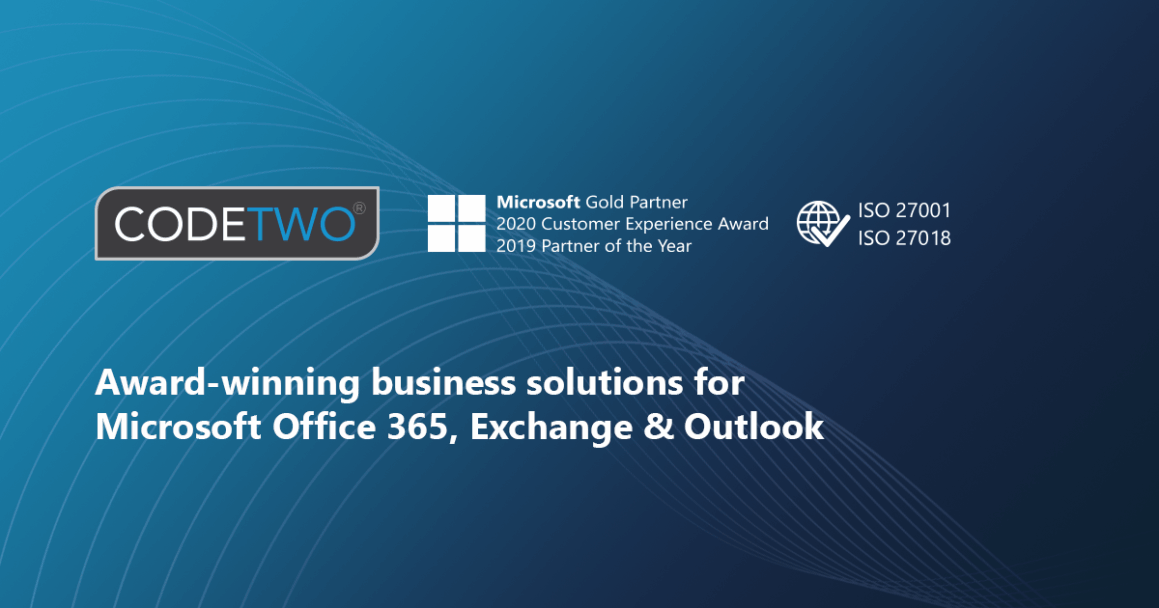 CODETWO®
Microsoft Gold Partner
2020 Customer Experience Award
2019 Partner of the Year
ISO 27001
ISO 27018
Award-winning business solutions for
Microsoft Office 365, Exchange & Outlook